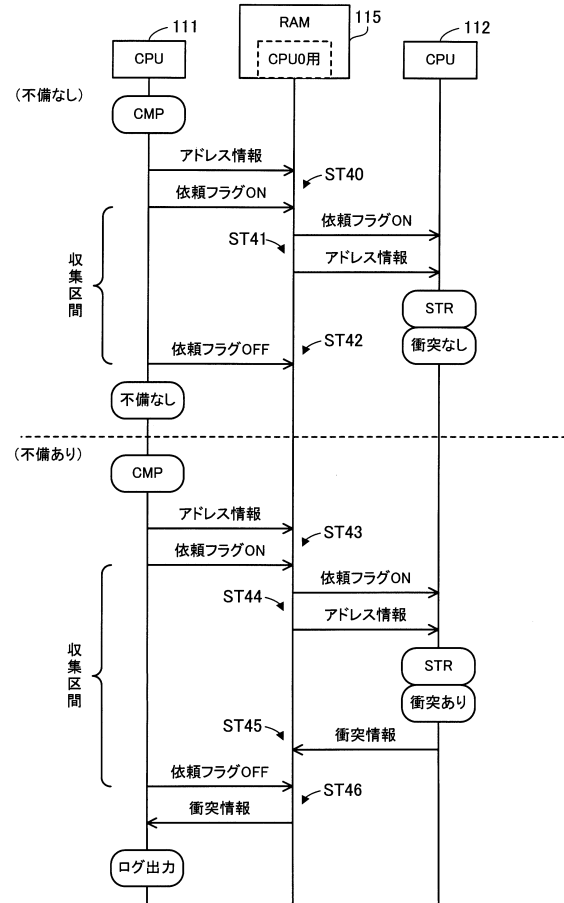 111
RAM
115
112
CPU
CPU0用
CPU
(不備なし)
CMP
アドレス情報
ST40
依頼フラグON
依頼フラグON
ST41
アドレス情報
収集区間
STR
ST42
衝突なし
依頼フラグOFF
不備なし
(不備あり)
CMP
アドレス情報
ST43
依頼フラグON
依頼フラグON
ST44
アドレス情報
収集区間
STR
衝突あり
ST45
衝突情報
依頼フラグOFF
ST46
衝突情報
ログ出力